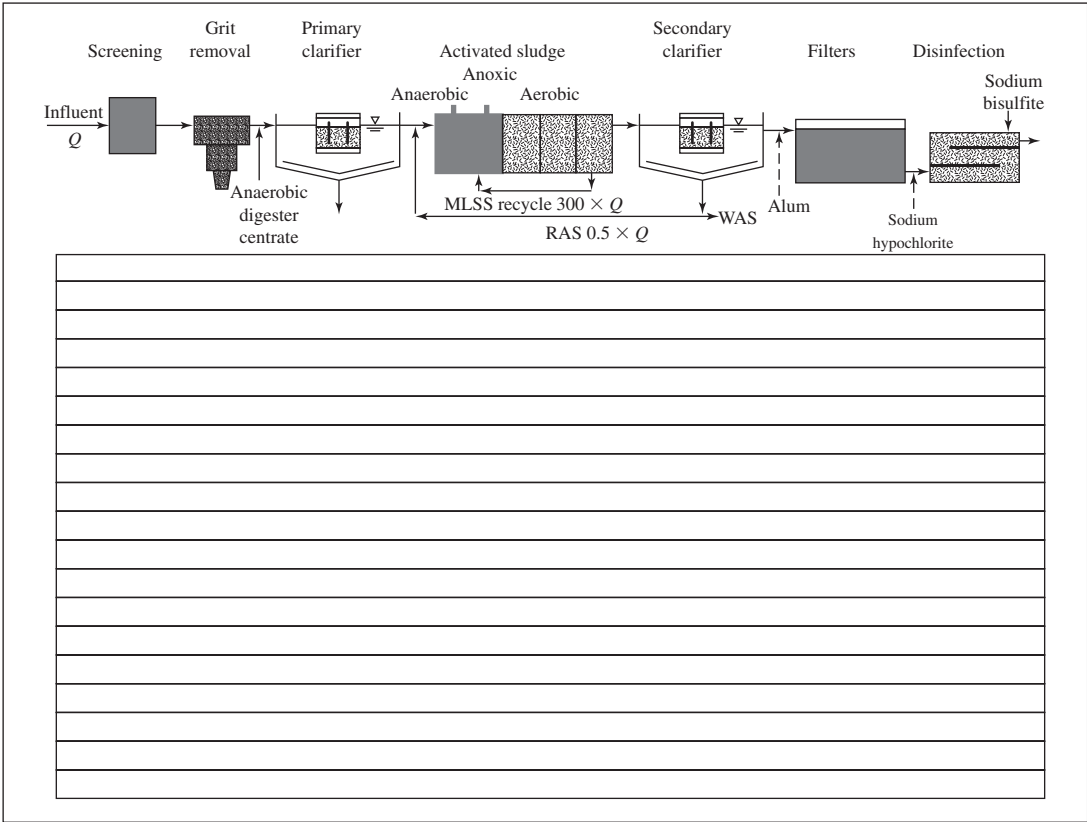 Screening
Grit
removal
Primary
clarifier
Activated sludge
Anoxic
Anaerobic
Aerobic
Secondary
clarifier
Filters
Disinfection
Sodium
bisulfite
Influent
Q
Anaerobic
digester
centrate
MLSS recycle 300 × Q
RAS 0.5 × Q
WAS
Alum
Sodium
hypochlorite